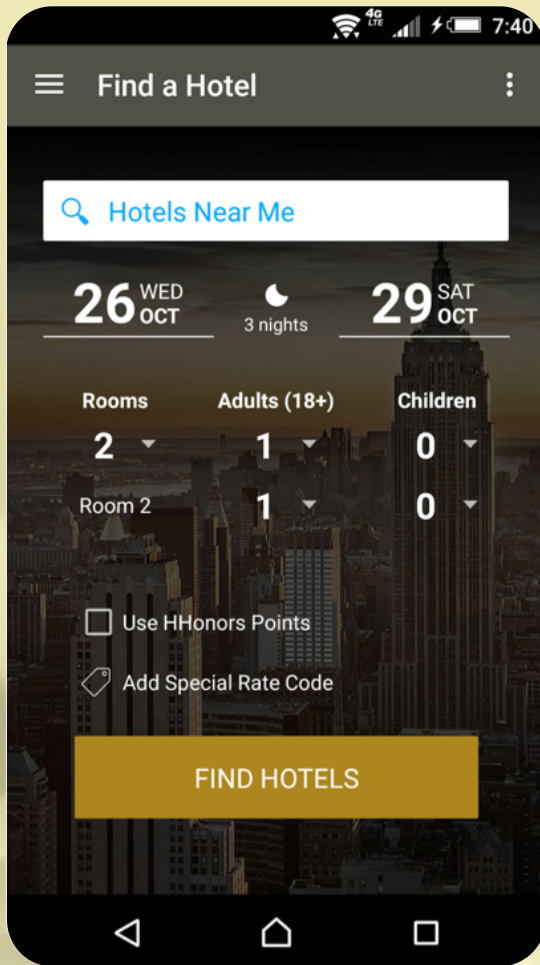 4G
LTE
7:40
Find a Hotel
Hotels Near Me
26 WED OCT
3 nights
29 SAT OCT
Rooms Adults (18+) Children
2 1 0
Room 2 1 0
Use HHonors Points
Add Special Rate Code
FIND HOTELS